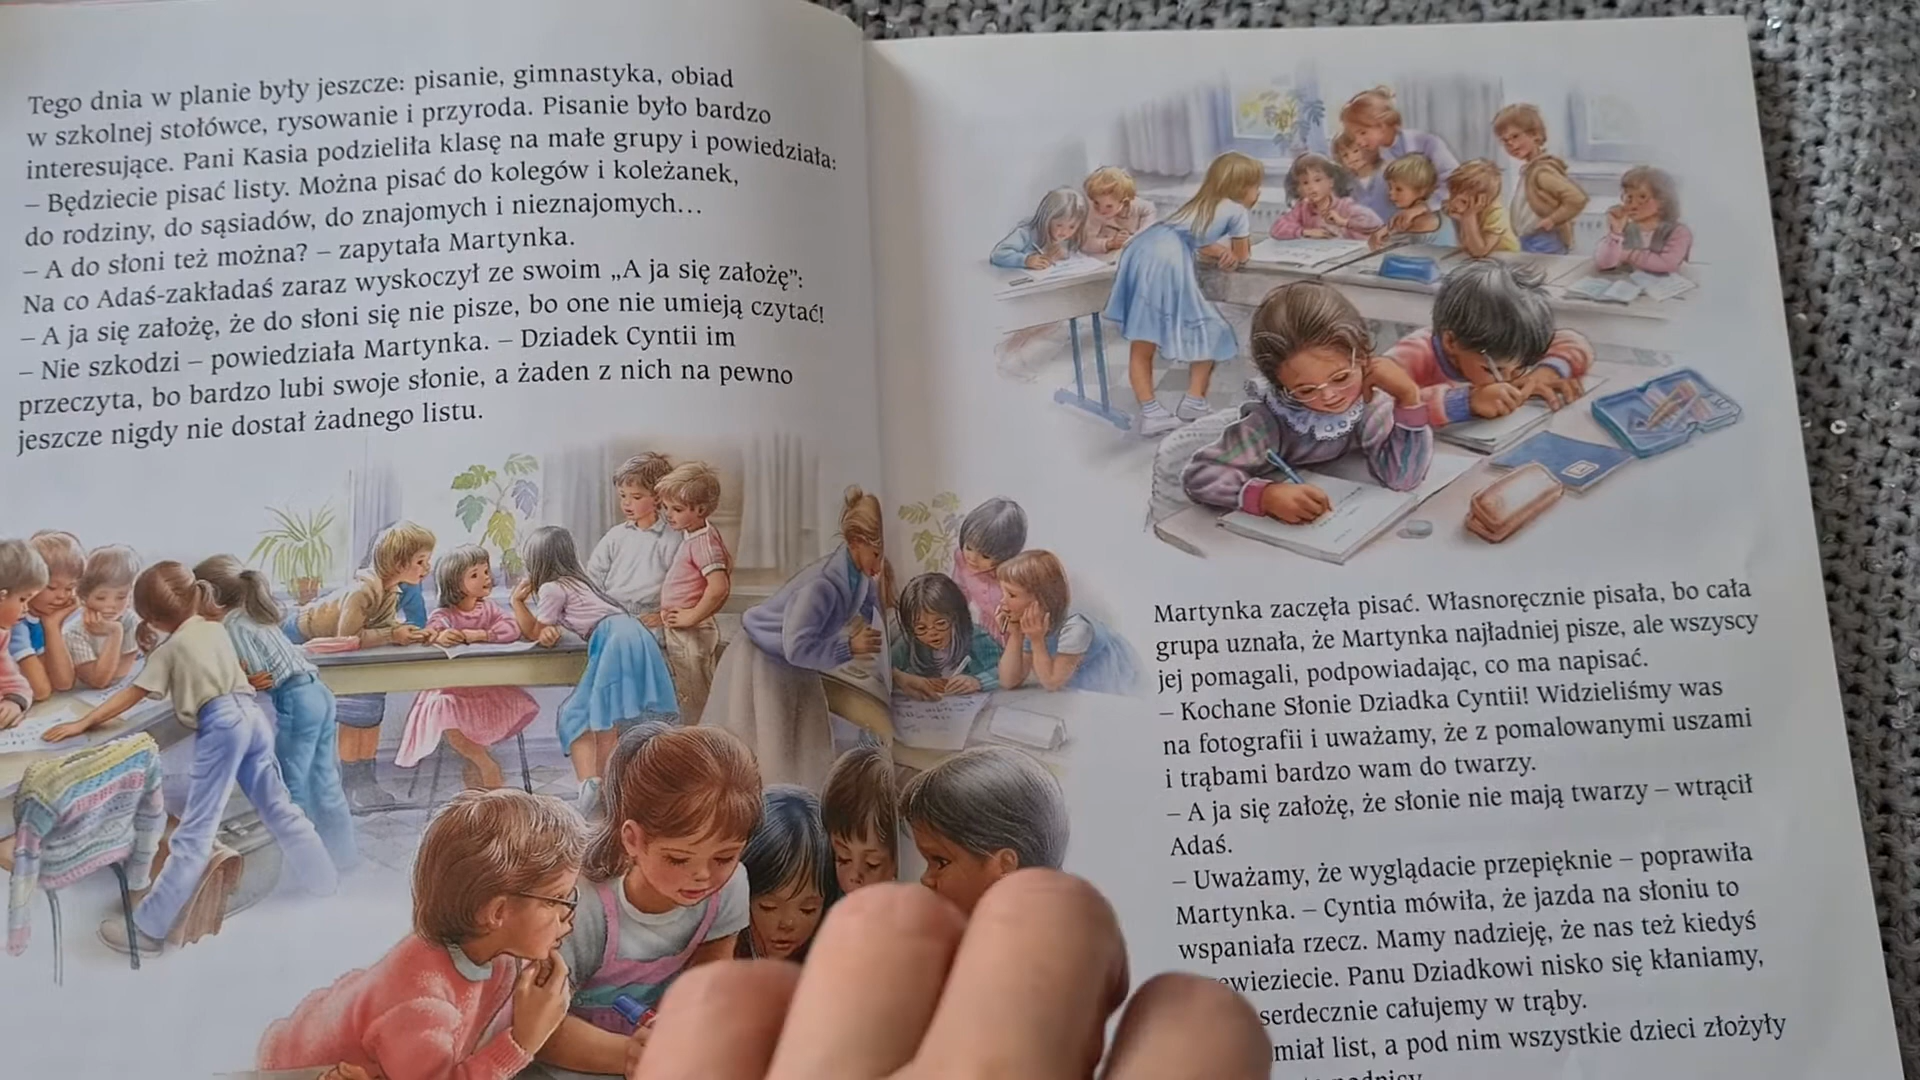 Tego dnia w planie były jeszcze: pisanie, gimnastyka, obiad
w szkolnej stołówce, rysowanie i przyroda. Pisanie było bardzo
interesujące. Pani Kasia podzieliła klasę na małe grupy i powiedziała:
– Będziecie pisać listy. Można pisać do kolegów i koleżanek,
do rodziny, do sąsiadów, do znajomych i nieznajomych...
– A do słoni też można? – zapytała Martynka.
Na co Adaś-zakładaś zaraz wyskoczył ze swoim „A ja się założę”:
– A ja się założę, że do słoni się nie pisze, bo one nie umieją czytać!
– Nie szkodzi – powiedziała Martynka. – Dziadek Cyntii im
przeczyta, bo bardzo lubi swoje słonie, a żaden z nich na pewno
jeszcze nigdy nie dostał żadnego listu.
Martynka zaczęła pisać. Własnoręcznie pisała, bo cała
grupa uznała, że Martynka najładniej pisze, ale wszyscy
jej pomagali, podpowiadając, co ma napisać.
– Kochane Słonie Dziadka Cyntii! Widzieliśmy was
na fotografii i uważamy, że z pomalowanymi uszami
i trąbami bardzo wam do twarzy.
– A ja się założę, że słonie nie mają twarzy – wtrącił
Adaś.
– Uważamy, że wyglądacie przepięknie – poprawiła
Martynka. – Cyntia mówiła, że jazda na słoniu to
wspaniała rzecz. Mamy nadzieję, że nas też kiedyś
Panu Dziadkowi nisko się kłaniamy,
serdecznie całujemy w trąby.
list, a pod nim wszystkie dzieci złożyły